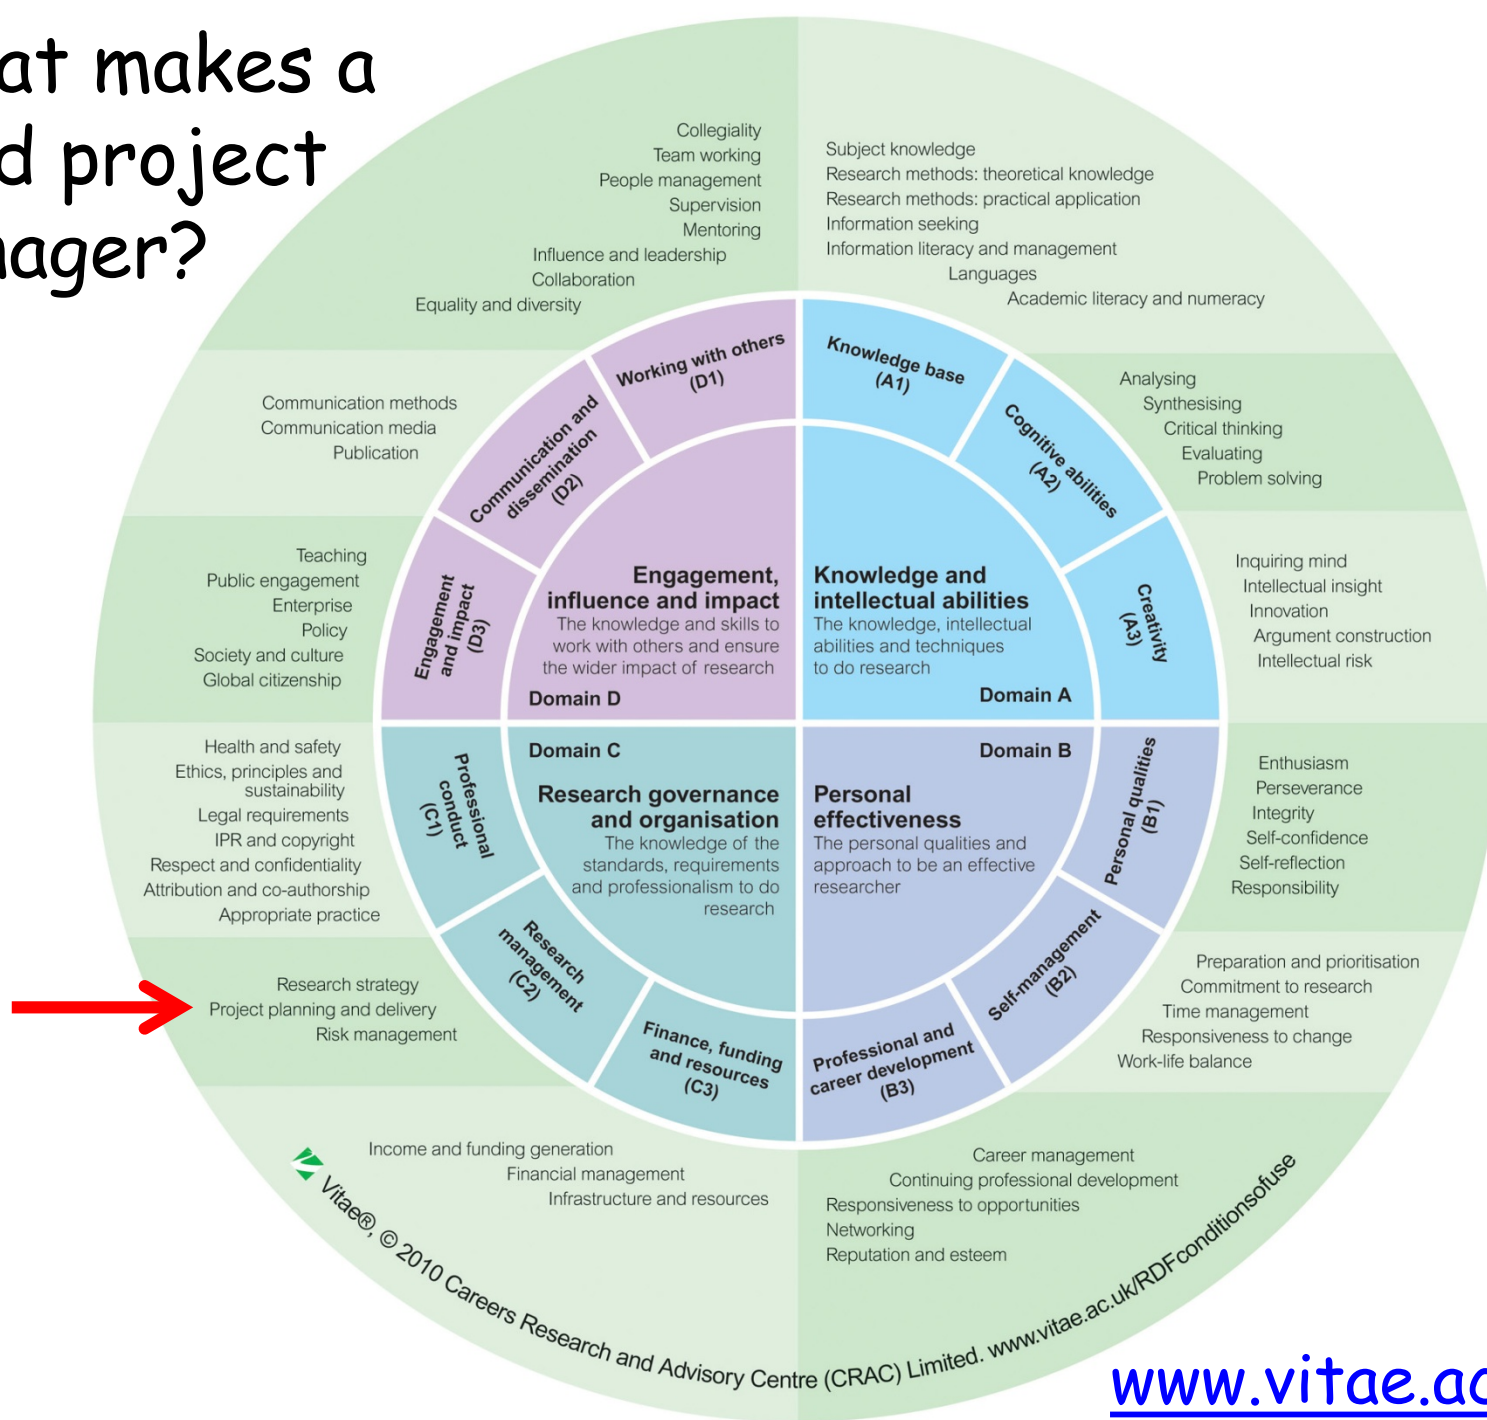 at makes a
d project
nager?
Collegiality
Team working
People management
Supervision
Mentoring
Influence and leadership
Collaboration
Equality and diversity
Subject knowledge
Research methods: theoretical knowledge
Research methods: practical application
Information seeking
Information literacy and management
Languages
Academic literacy and numeracy
Working with others
(D1)
Knowledge base
(A1)
Communication methods
Communication media
Publication
Communication and
dissemination
(D2)
Cognitive abilities
(A2)
Analysing
Synthesising
Critical thinking
Evaluating
Problem solving
Teaching
Public engagement
Enterprise
Policy
Society and culture
Global citizenship
Engagement
and impact
(D3)
Engagement,
influence and impact
The knowledge and skills to
work with others and ensure
the wider impact of research
Domain D
Knowledge and
intellectual abilities
The knowledge, intellectual
abilities and techniques
to do research
Domain A
Creativity
(A3)
Inquiring mind
Intellectual insight
Innovation
Argument construction
Intellectual risk
Health and safety
Ethics, principles and
sustainability
Legal requirements
IPR and copyright
Respect and confidentiality
Attribution and co-authorship
Appropriate practice
Professional
conduct
(C1)
Domain C
Research governance
and organisation
The knowledge of the
standards, requirements
and professionalism to do
research
Domain B
Personal
effectiveness
The personal qualities and
approach to be an effective
researcher
Personal qualities
(B1)
Enthusiasm
Perseverance
Integrity
Self-confidence
Self-reflection
Responsibility
Research strategy
Project planning and delivery
Risk management
Research
management
(C2)
Self-management
(B2)
Preparation and prioritisation
Commitment to research
Time management
Responsiveness to change
Work-life balance
Finance, funding
and resources
(C3)
Professional and
career development
(B3)
Income and funding generation
Financial management
Infrastructure and resources
Career management
Continuing professional development
Responsiveness to opportunities
Networking
Reputation and esteem
Vitae®, © 2010 Careers Research and Advisory Centre (CRAC) Limited. www.vitae.ac.uk/RDFconditionsofuse
www.vitae.ac